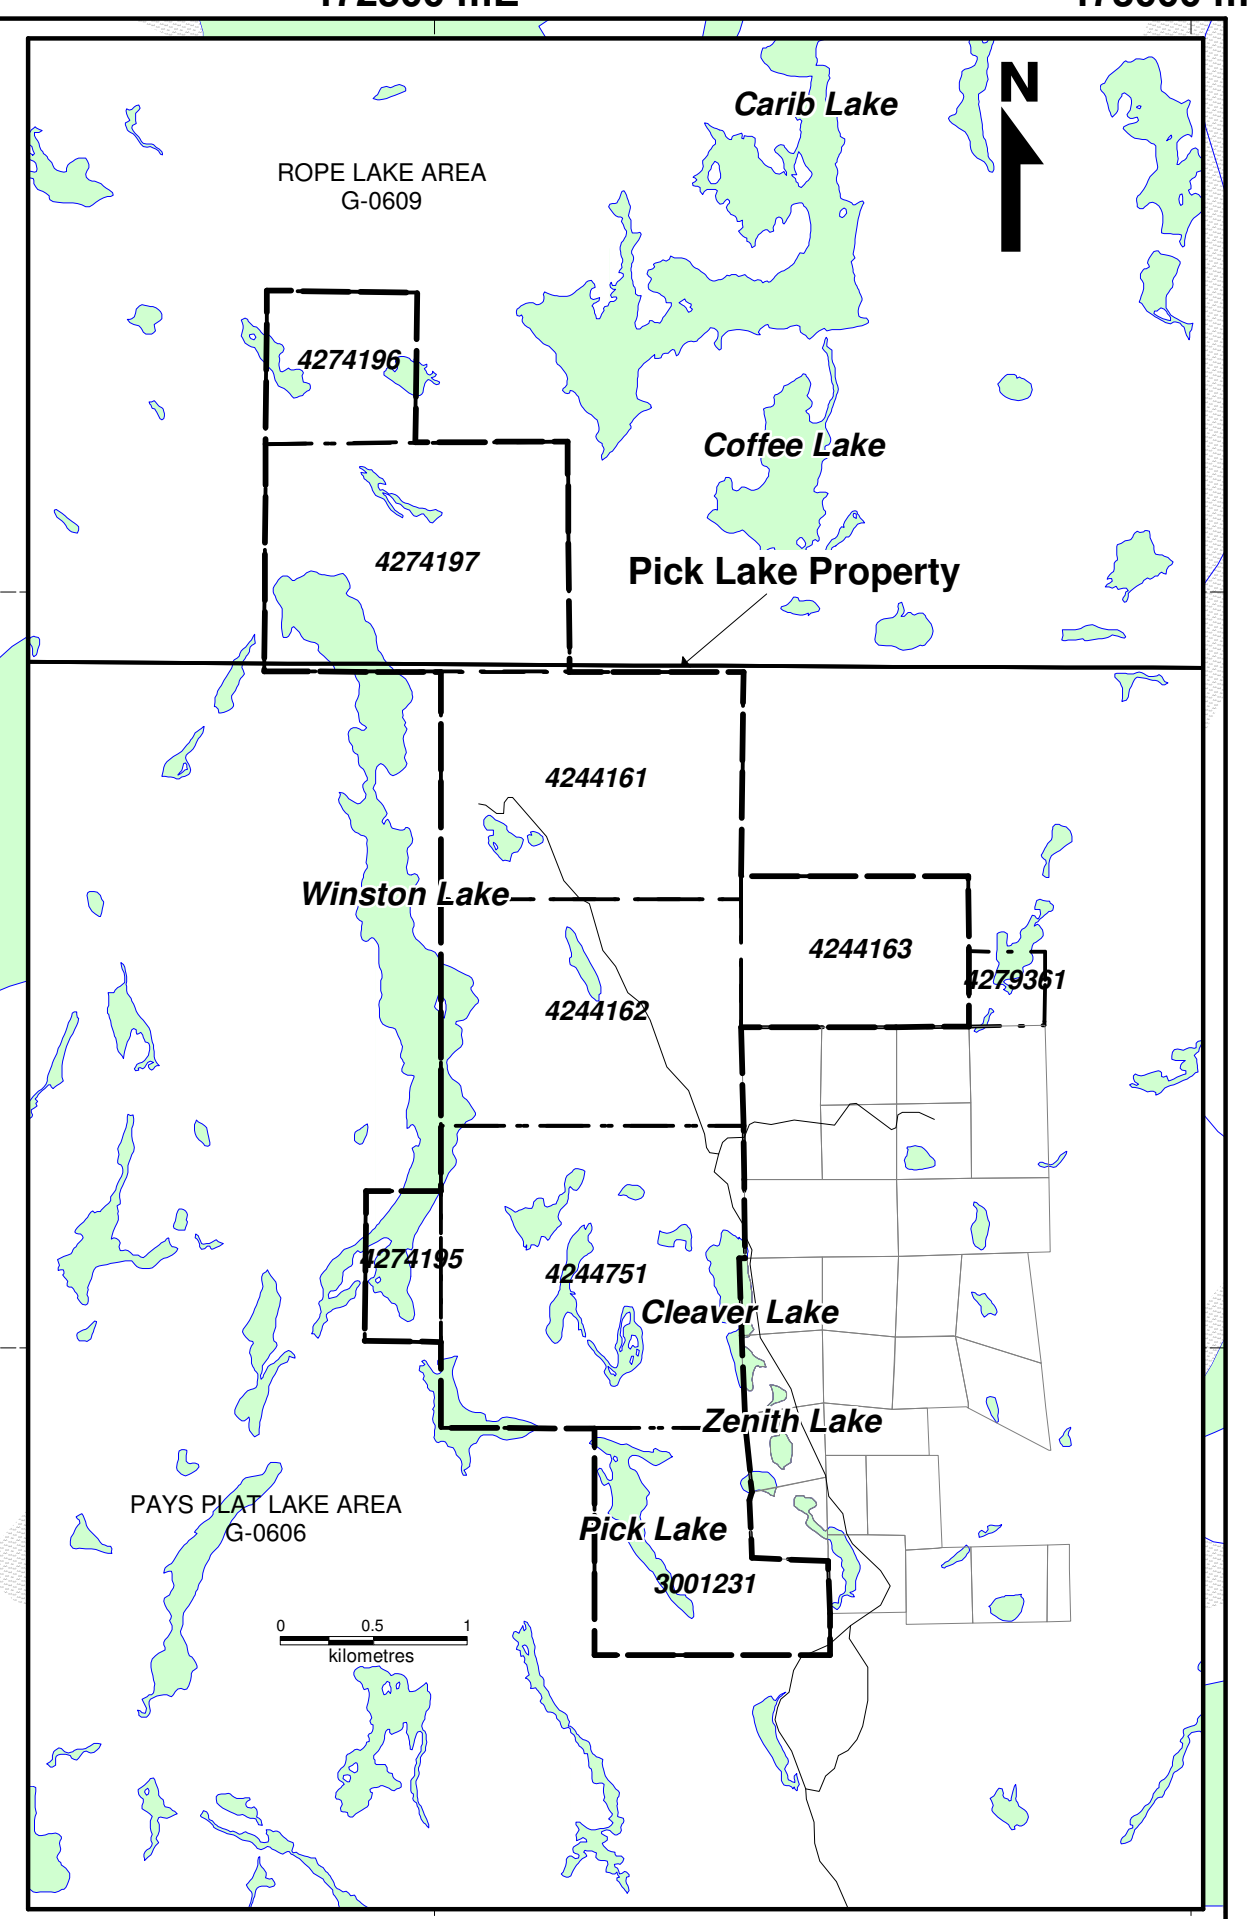 Carib Lake
N
ROPE LAKE AREA
G-0609
4274196
Coffee Lake
4274197
Pick Lake Property
4244161
Winston Lake
4244163
4279361
4244162
4274195
4244751
Cleaver Lake
Zenith Lake
PAYS PLAT LAKE AREA
G-0606
Pick Lake
3001231
0 0.5 1
kilometres